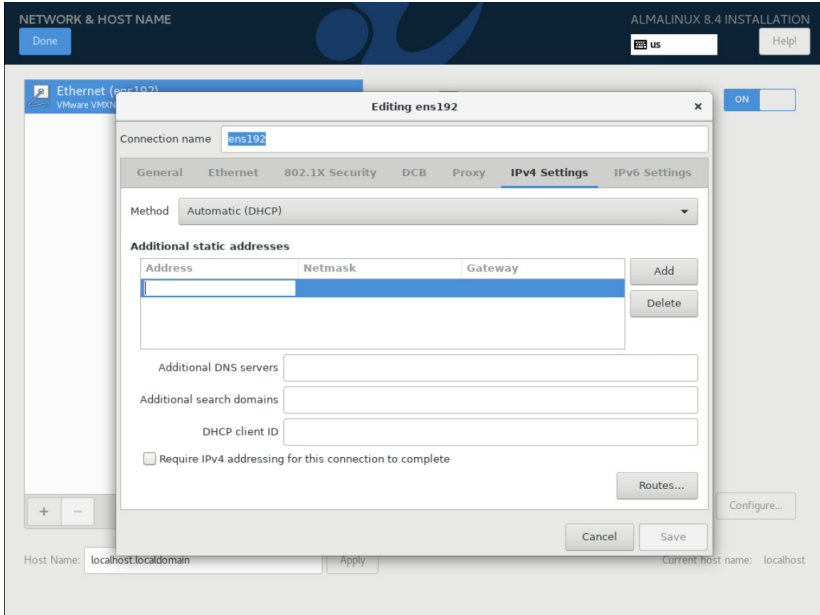 NETWORK & HOST NAME
ALMALINUX 8.4 INSTALLATION
Done
us
Help!
Ethernet (ens192)
VMware VMXN
ON
Editing ens192
Connection name ens192
General Ethernet 802.1X Security DCB Proxy IPv4 Settings IPv6 Settings
Method Automatic (DHCP)
Additional static addresses
Address Netmask Gateway
Add
Delete
Additional DNS servers
Additional search domains
DHCP client ID
Require IPv4 addressing for this connection to complete
Routes...
+ − Configure...
Cancel Save
Host Name: localhost.localdomain Apply Current host name: localhost